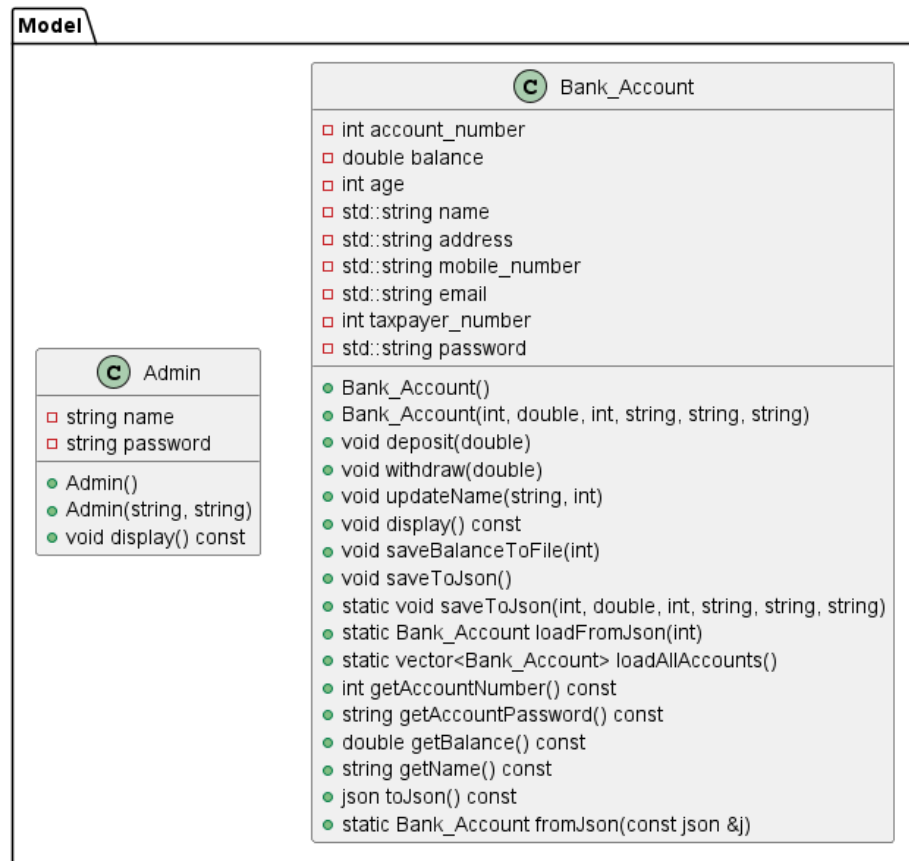 Model
C Admin
string name
string password
Admin()
Admin(string, string)
void display() const
C Bank_Account
int account_number
double balance
int age
std::string name
std::string address
std::string mobile_number
std::string email
int taxpayer_number
std::string password
Bank_Account()
Bank_Account(int, double, int, string, string, string)
void deposit(double)
void withdraw(double)
void updateName(string, int)
void display() const
void saveBalanceToFile(int)
void saveToJson()
static void saveToJson(int, double, int, string, string, string)
static Bank_Account loadFromJson(int)
static vector<Bank_Account> loadAllAccounts()
int getAccountNumber() const
string getAccountPassword() const
double getBalance() const
string getName() const
json toJson() const
static Bank_Account fromJson(const json &j)